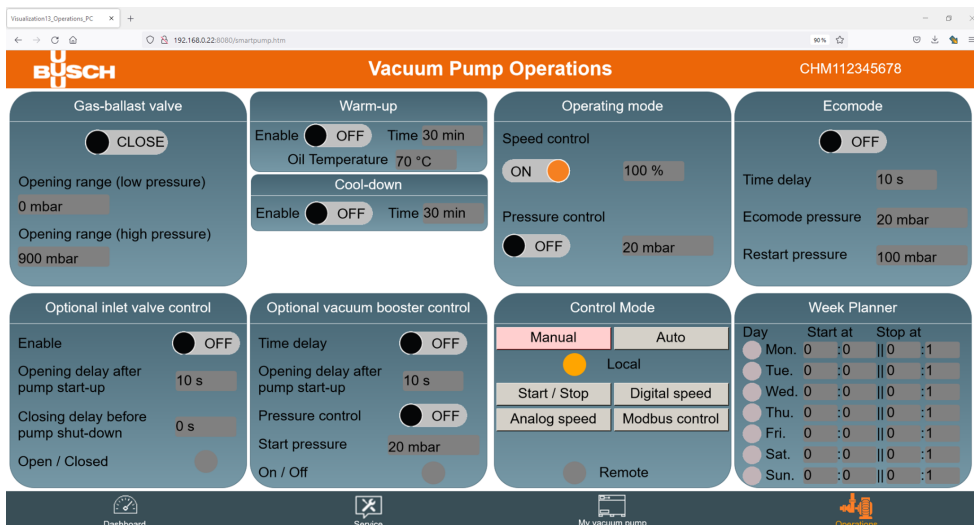 Visualization13_Operations_PC
192.168.0.22:8080/smartpump.htm
90%
BUSCH
Vacuum Pump Operations
CHM112345678
Gas-ballast valve
CLOSE
Opening range (low pressure)
0 mbar
Opening range (high pressure)
900 mbar
Warm-up
Enable OFF Time 30 min
Oil Temperature 70 °C
Cool-down
Enable OFF Time 30 min
Operating mode
Speed control
ON 100 %
Pressure control
OFF 20 mbar
Ecomode
OFF
Time delay 10 s
Ecomode pressure 20 mbar
Restart pressure 100 mbar
Optional inlet valve control
Enable OFF
Opening delay after
pump start-up 10 s
Closing delay before
pump shut-down 0 s
Open / Closed
Optional vacuum booster control
Time delay OFF
Opening delay after
pump start-up 10 s
Pressure control OFF
Start pressure 20 mbar
On / Off
Control Mode
Manual Auto
Local
Start / Stop Digital speed
Analog speed Modbus control
Remote
Week Planner
Day Start at Stop at
Mon. 0 :0 || 0 :1
Tue. 0 :0 || 0 :1
Wed. 0 :0 || 0 :1
Thu. 0 :0 || 0 :1
Fri. 0 :0 || 0 :1
Sat. 0 :0 || 0 :1
Sun. 0 :0 || 0 :1
Dashboard Service My vacuum pump Operations